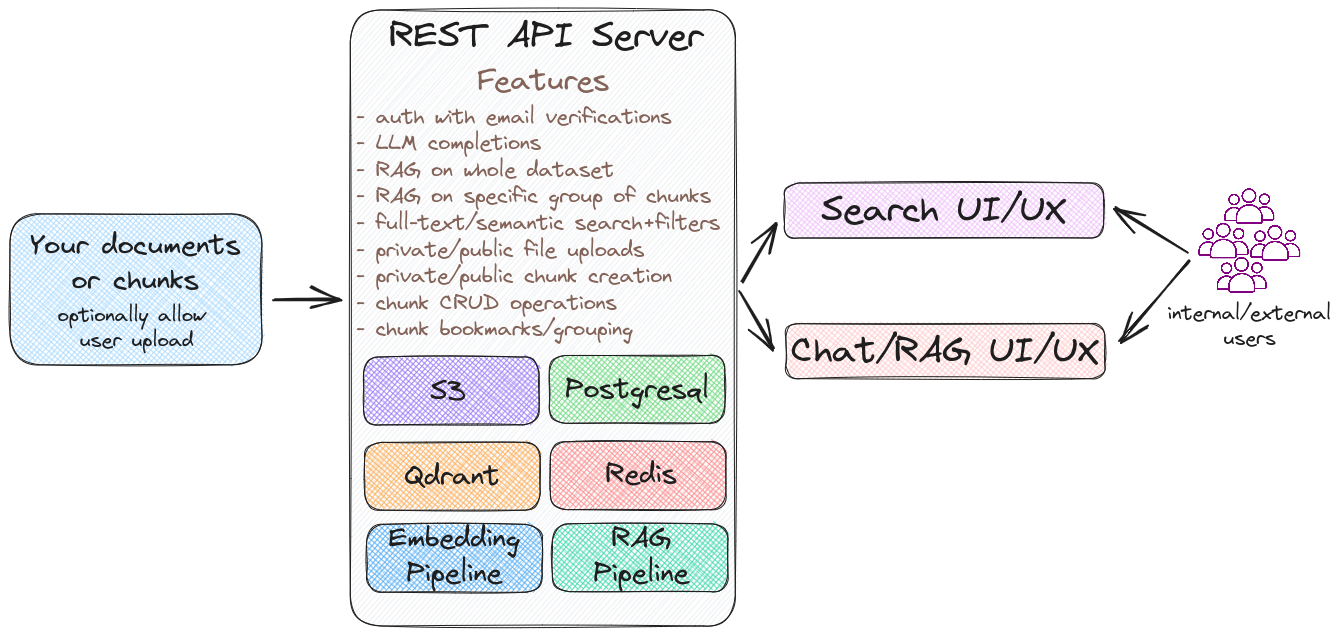 REST API Server
Features
- auth with email verifications
- LLM completions
- RAG on whole dataset
- RAG on specific group of chunks
- full-text/semantic search+filters
- private/public file uploads
- private/public chunk creation
- chunk CRUD operations
- chunk bookmarks/grouping
Your documents
or chunks
optionally allow
user upload
S3
Postgresql
Qdrant
Redis
Embedding
Pipeline
RAG
Pipeline
Search UI/UX
Chat/RAG UI/UX
internal/external
users